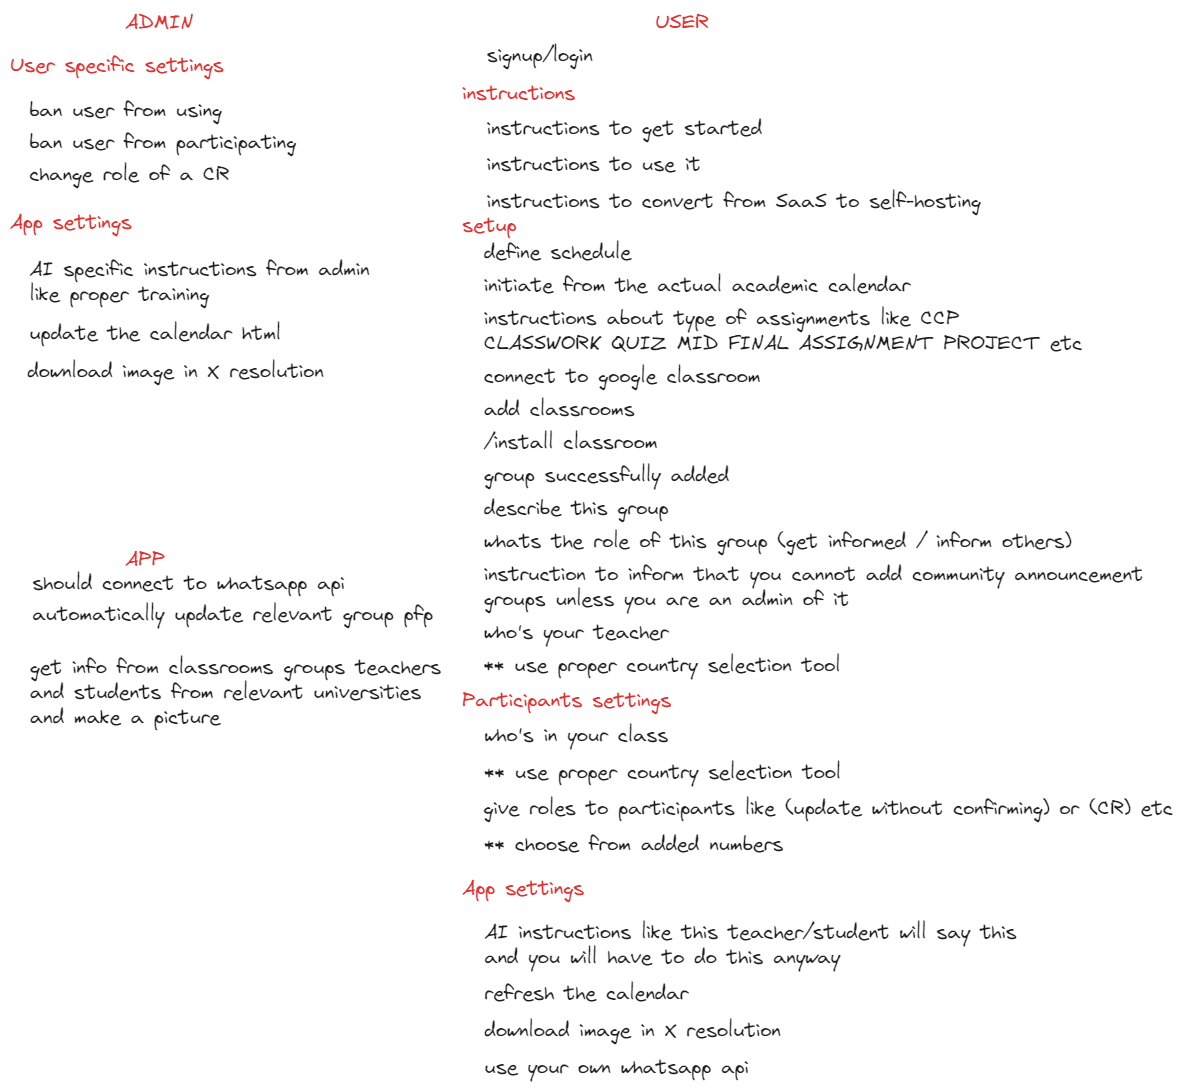 ADMIN
User specific settings
ban user from using
ban user from participating
change role of a CR
App settings
AI specific instructions from admin
like proper training
update the calendar html
download image in X resolution
APP
should connect to whatsapp api
automatically update relevant group pfp
get info from classrooms groups teachers
and students from relevant universities
and make a picture
USER
signup/login
instructions
instructions to get started
instructions to use it
instructions to convert from SaaS to self-hosting
setup
define schedule
initiate from the actual academic calendar
instructions about type of assignments like CCP
CLASSWORK QUIZ MID FINAL ASSIGNMENT PROJECT etc
connect to google classroom
add classrooms
/install classroom
group successfully added
describe this group
whats the role of this group (get informed / inform others)
instruction to inform that you cannot add community announcement
groups unless you are an admin of it
who's your teacher
** use proper country selection tool
Participants settings
who's in your class
** use proper country selection tool
give roles to participants like (update without confirming) or (CR) etc
** choose from added numbers
App settings
AI instructions like this teacher/student will say this
and you will have to do this anyway
refresh the calendar
download image in X resolution
use your own whatsapp api